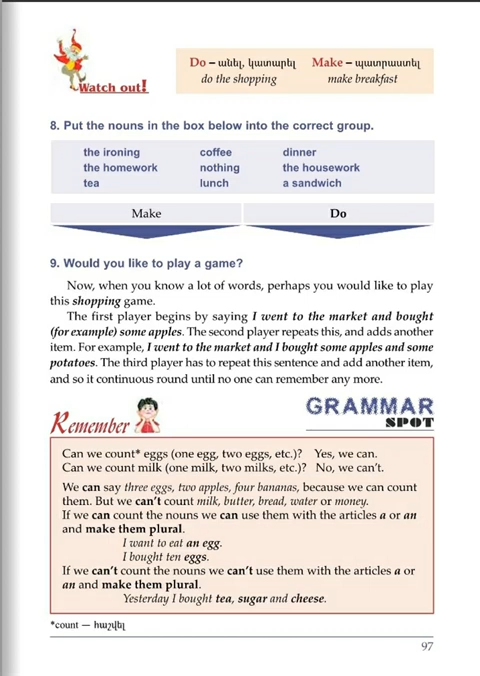 Do – անել, կատարել Make – պատրաստել
do the shopping make breakfast
Watch out!
8. Put the nouns in the box below into the correct group.
the ironing coffee dinner
the homework nothing the housework
tea lunch a sandwich
Make Do
9. Would you like to play a game?
Now, when you know a lot of words, perhaps you would like to play
this shopping game.
The first player begins by saying I went to the market and bought
(for example) some apples. The second player repeats this, and adds another
item. For example, I went to the market and I bought some apples and some
potatoes. The third player has to repeat this sentence and add another item,
and so it continuous round until no one can remember any more.
Remember
GRAMMAR
SPOT
Can we count* eggs (one egg, two eggs, etc.)? Yes, we can.
Can we count milk (one milk, two milks, etc.)? No, we can't.
We can say three eggs, two apples, four bananas, because we can count
them. But we can't count milk, butter, bread, water or money.
If we can count the nouns we can use them with the articles a or an
and make them plural.
I want to eat an egg.
I bought ten eggs.
If we can't count the nouns we can't use them with the articles a or
an and make them plural.
Yesterday I bought tea, sugar and cheese.
*count — հաշվել
97